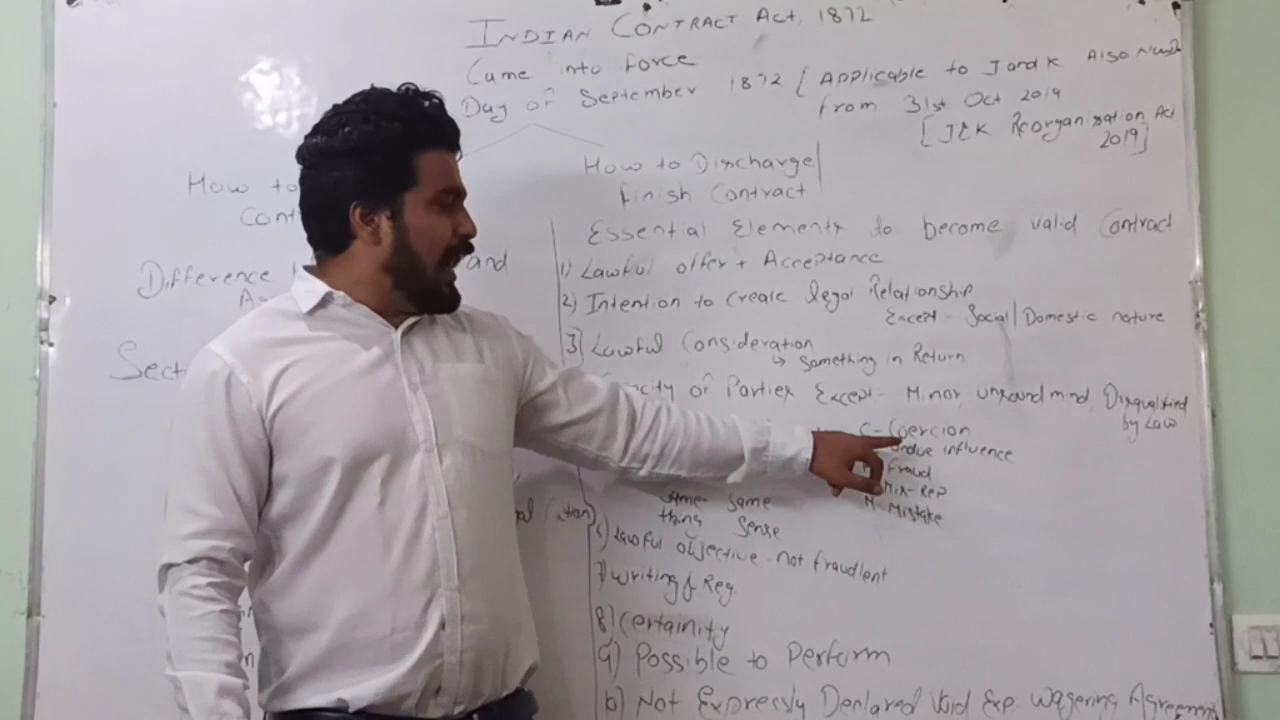 INDIAN CONTRACT Act, 1872
Came into force
Day of September 1872 [Applicable to J and K Also Now
from 31st Oct 2019
[J&K Reorganisation Act
2019]
How to
Cont
How to Discharge/
finish Contract
Difference
and
Sect
Essential Elements to become valid Contract
1) Lawful offer + Acceptance
2) Intention to create legal Relationship
Except - Social/Domestic nature
3) Lawful Consideration
↳ Something in Return
of Parties Except - Minor, unsound mind, Disqualified
by Law
C - Coercion
undue influence
Fraud
Mis-Rep
M - Mistake
same same
thing sense
6) Lawful objective - not fraudlent
7) Writing & Reg
8) Certainity
9) Possible to Perform
10) Not Expressly Declared Void Exp. Wagering Agreement